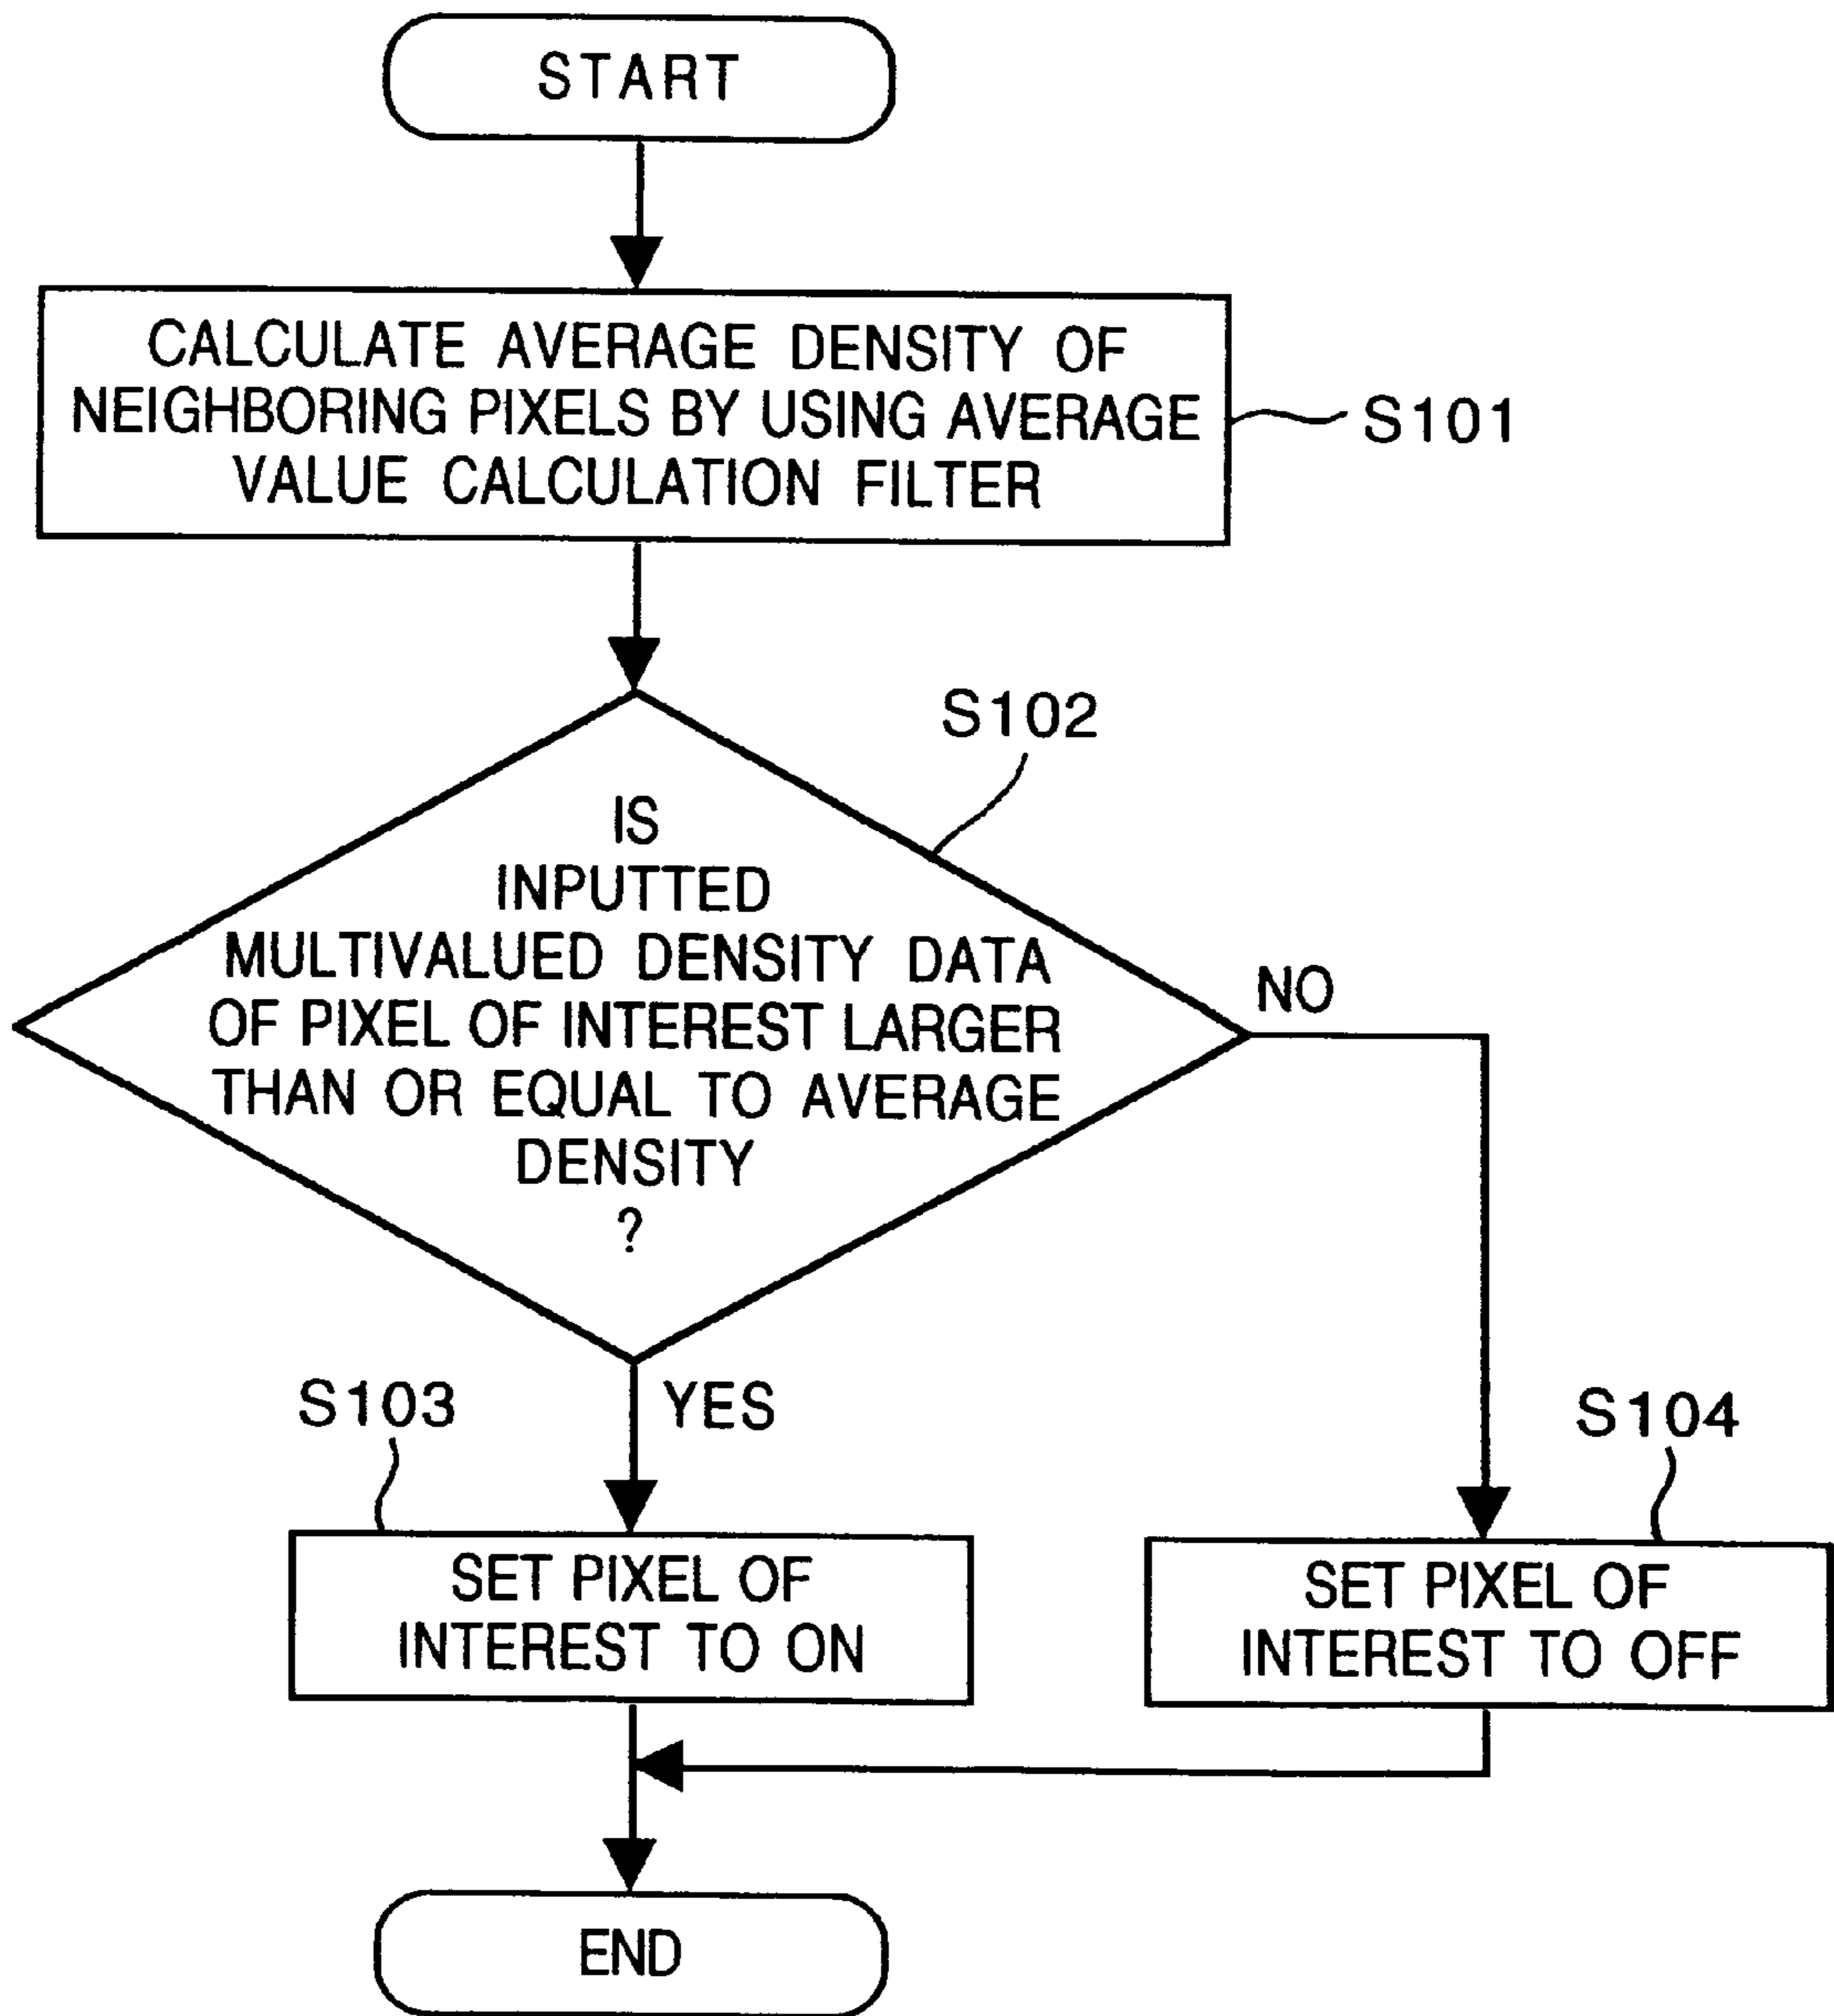 START
CALCULATE AVERAGE DENSITY OF
NEIGHBORING PIXELS BY USING AVERAGE
VALUE CALCULATION FILTER
S101
S102
IS
INPUTTED
MULTIVALUED DENSITY DATA
OF PIXEL OF INTEREST LARGER
THAN OR EQUAL TO AVERAGE
DENSITY
?
NO
YES
S103
SET PIXEL OF
INTEREST TO ON
S104
SET PIXEL OF
INTEREST TO OFF
END